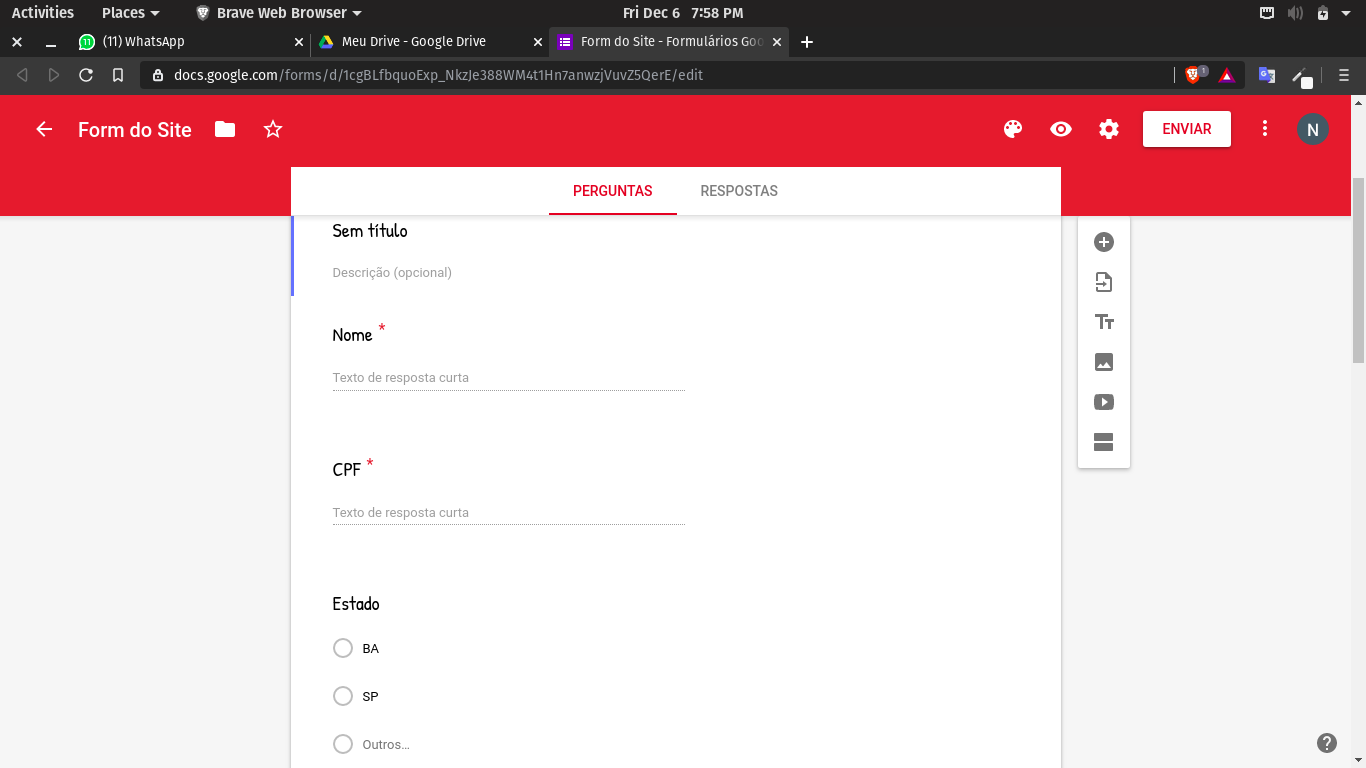 Activities Places Brave Web Browser Fri Dec 6 7:58 PM
(11) WhatsApp Meu Drive - Google Drive Form do Site - Formulários Goo
docs.google.com/forms/d/1cgBLfbquoExp_NkzJe388WM4t1Hn7anwzjVuvZ5QerE/edit 1
Form do Site ENVIAR N
PERGUNTAS RESPOSTAS
Sem título
Descrição (opcional)
Nome *
Texto de resposta curta
CPF *
Texto de resposta curta
Estado
BA
SP
Outros...